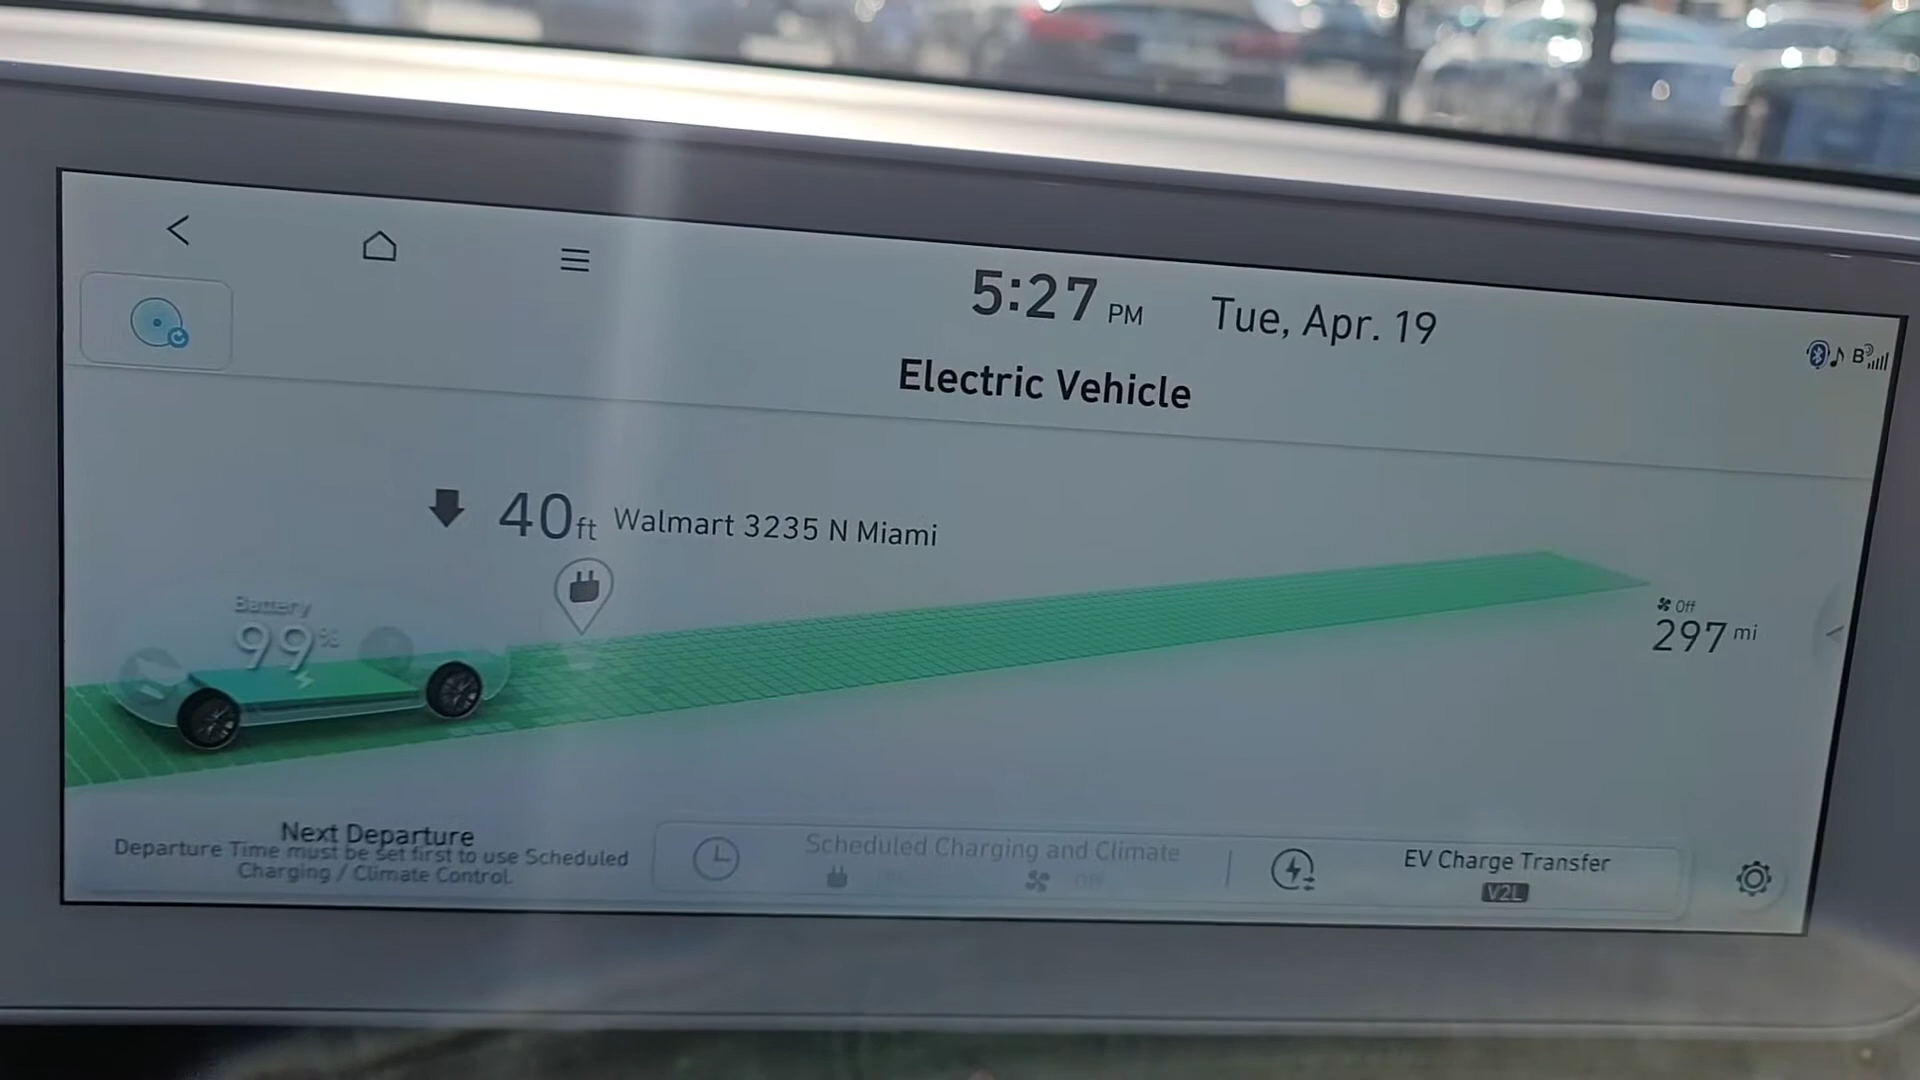 5:27 PM Tue, Apr. 19
B
Electric Vehicle
40ft Walmart 3235 N Miami
Battery
99%
Off
297 mi
Next Departure
Departure Time must be set first to use Scheduled
Charging / Climate Control.
Scheduled Charging and Climate
Off
EV Charge Transfer
V2L